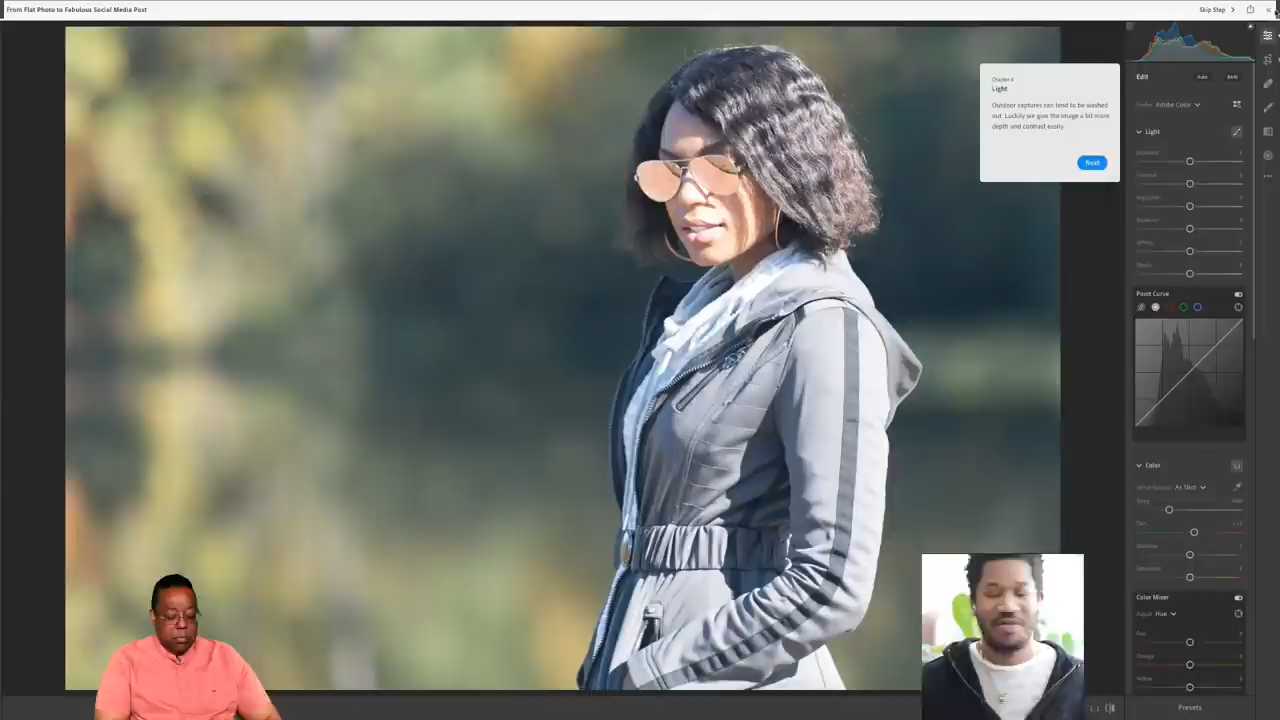 From Flat Photo to Fabulous Social Media Post
Skip Step
Chapter 4
Light
Outdoor captures can tend to be washed
out. Luckily we give the image a bit more
depth and contrast easily.
Next
Edit
Auto
B&W
Profile Adobe Color
Light
Exposure
Contrast
Highlights
Shadows
Whites
Blacks
Point Curve
Color
White Balance As Shot
Temp
Tint
Vibrance
Saturation
Color Mixer
Adjust Hue
Red
Orange
Yellow
1:1
Presets